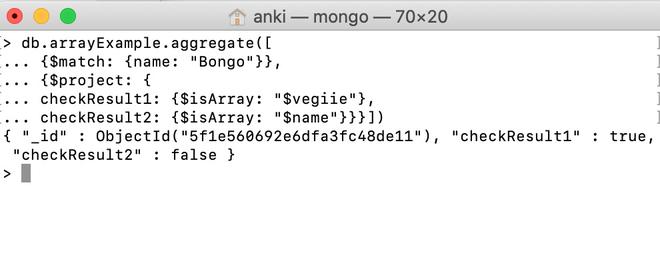 anki — mongo — 70×20
> db.arrayExample.aggregate([
... {$match: {name: "Bongo"}},
... {$project: {
... checkResult1: {$isArray: "$vegiie"},
... checkResult2: {$isArray: "$name"}}}])
{ "_id" : ObjectId("5f1e560692e6dfa3fc48de11"), "checkResult1" : true,
 "checkResult2" : false }
>